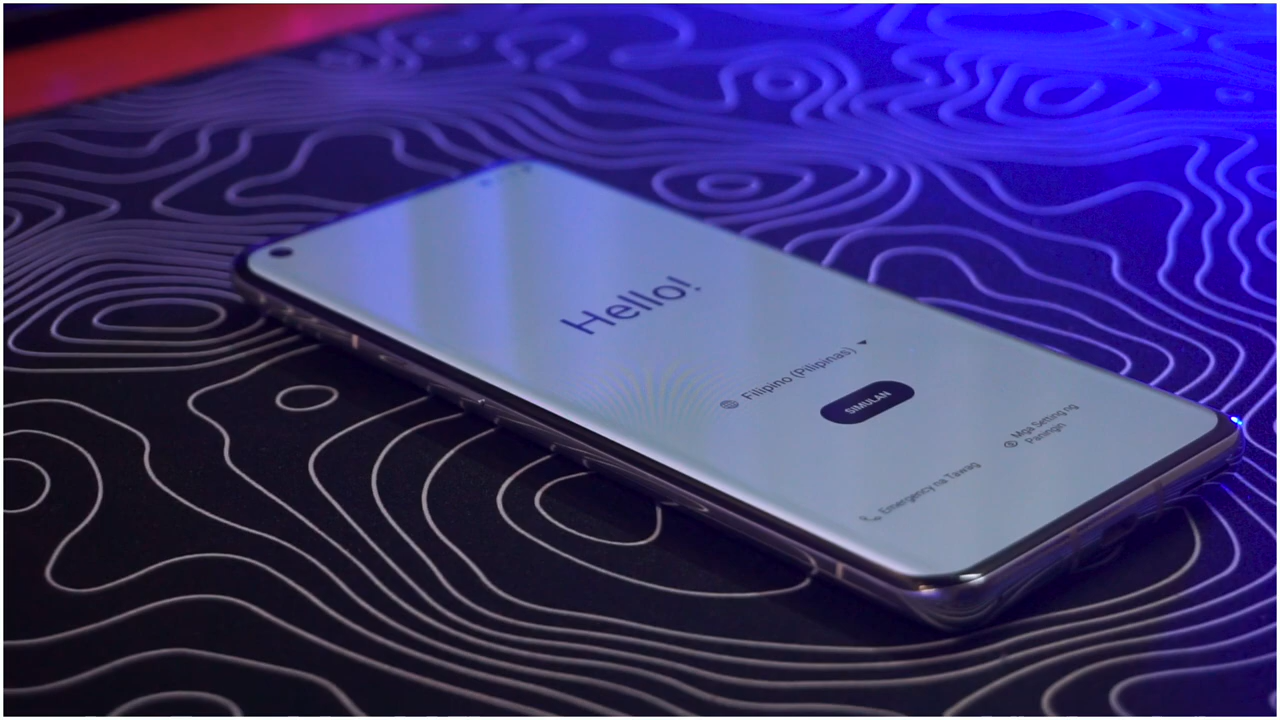 Hello!
Filipino (Pilipinas)
SIMULAN
Emergency na Tawag
Mga Setting ng
Paningin